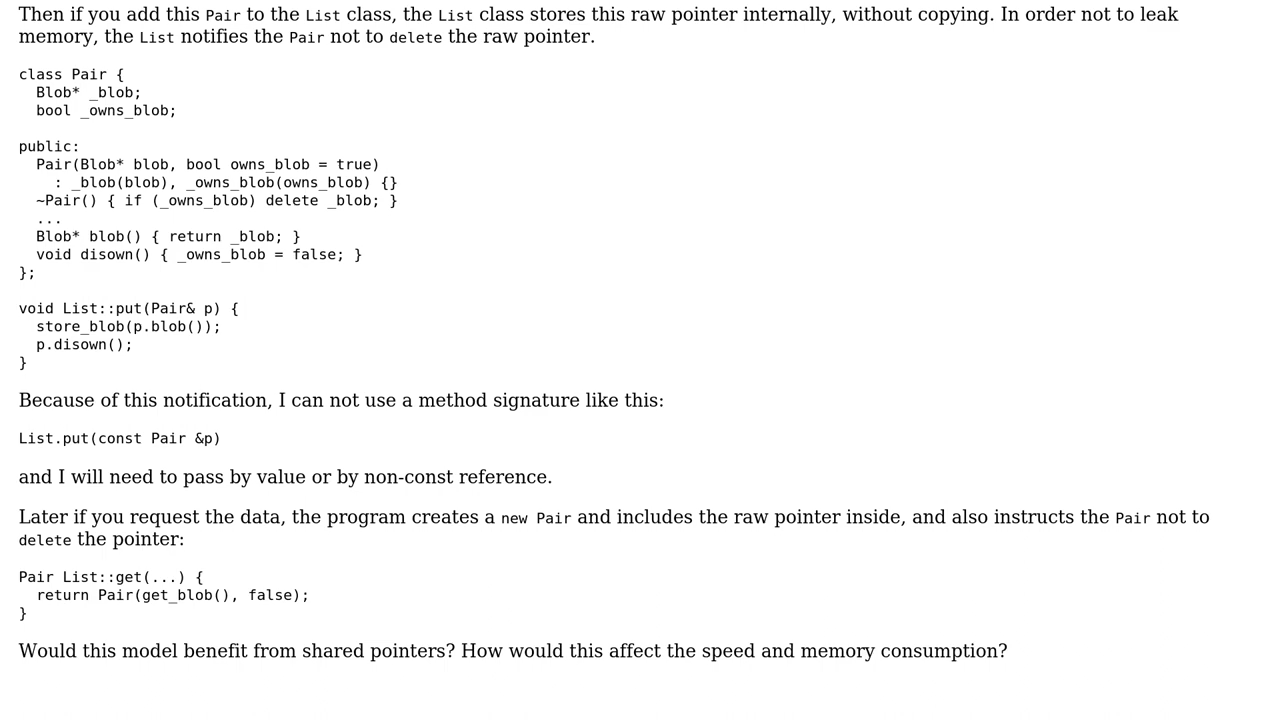 Then if you add this Pair to the List class, the List class stores this raw pointer internally, without copying. In order not to leak
memory, the List notifies the Pair not to delete the raw pointer.
class Pair {
  Blob* _blob;
  bool _owns_blob;
public:
  Pair(Blob* blob, bool owns_blob = true)
    : _blob(blob), _owns_blob(owns_blob) {}
  ~Pair() { if (_owns_blob) delete _blob; }
  ...
  Blob* blob() { return _blob; }
  void disown() { _owns_blob = false; }
};
void List::put(Pair& p) {
  store_blob(p.blob());
  p.disown();
}
Because of this notification, I can not use a method signature like this:
List.put(const Pair &p)
and I will need to pass by value or by non-const reference.
Later if you request the data, the program creates a new Pair and includes the raw pointer inside, and also instructs the Pair not to
delete the pointer:
Pair List::get(...) {
  return Pair(get_blob(), false);
}
Would this model benefit from shared pointers? How would this affect the speed and memory consumption?